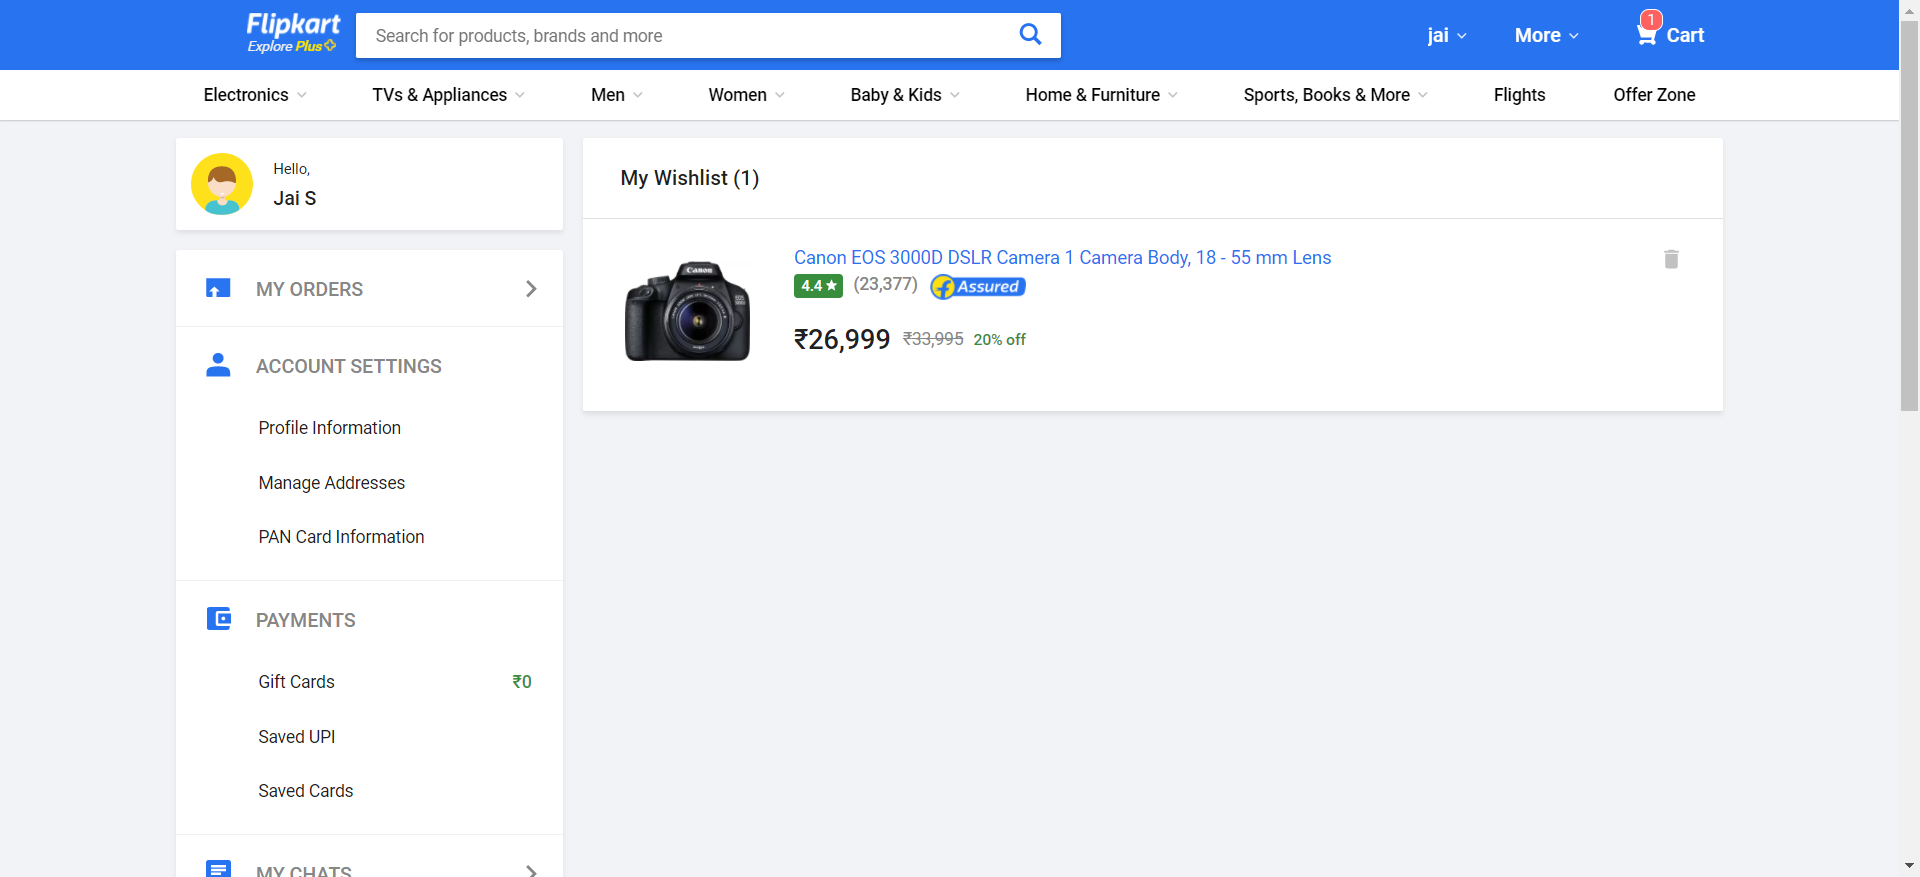 Flipkart
Explore Plus
Search for products, brands and more
jai
More
1
Cart
Electronics
TVs & Appliances
Men
Women
Baby & Kids
Home & Furniture
Sports, Books & More
Flights
Offer Zone
Hello,
Jai S
MY ORDERS
ACCOUNT SETTINGS
Profile Information
Manage Addresses
PAN Card Information
PAYMENTS
Gift Cards ₹0
Saved UPI
Saved Cards
MY CHATS
My Wishlist (1)
Canon
Canon EOS 3000D DSLR Camera 1 Camera Body, 18 - 55 mm Lens
4.4 ★ (23,377) f Assured
₹26,999 ₹33,995 20% off